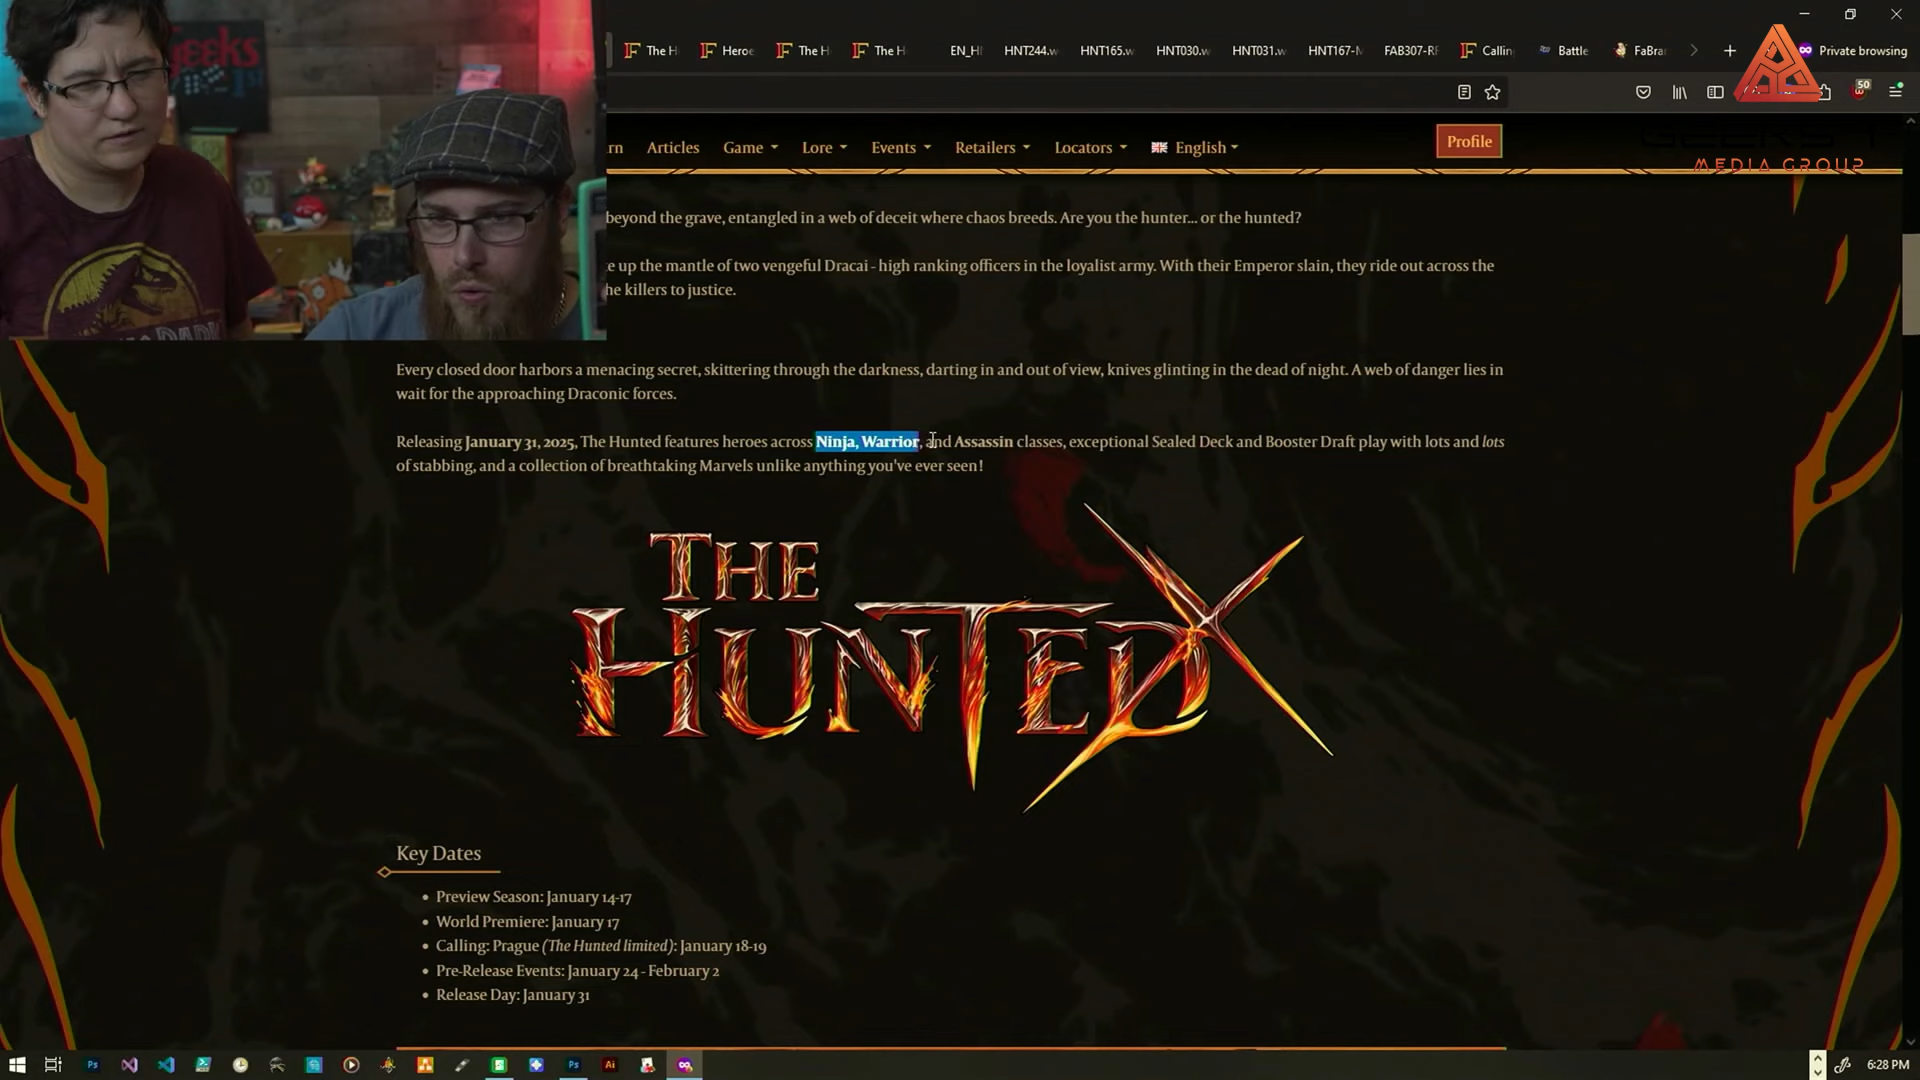 Geeks
1st
The H
Heroe
The H
The H
EN_H
HNT244.w
HNT165.w
HNT030.w
HNT031.w
HNT167-M
FAB307-RF
Callin
Battle
FaBra
Private browsing
50
rn
Articles
Game
Lore
Events
Retailers
Locators
English
Profile
MEDIA GROUP
beyond the grave, entangled in a web of deceit where chaos breeds. Are you the hunter... or the hunted?
e up the mantle of two vengeful Dracai - high ranking officers in the loyalist army. With their Emperor slain, they ride out across the
he killers to justice.
Every closed door harbors a menacing secret, skittering through the darkness, darting in and out of view, knives glinting in the dead of night. A web of danger lies in
wait for the approaching Draconic forces.
Releasing January 31, 2025, The Hunted features heroes across Ninja, Warrior, and Assassin classes, exceptional Sealed Deck and Booster Draft play with lots and lots
of stabbing, and a collection of breathtaking Marvels unlike anything you've ever seen!
THE
HUNTED
Key Dates
• Preview Season: January 14-17
• World Premiere: January 17
• Calling: Prague (The Hunted limited): January 18-19
• Pre-Release Events: January 24 - February 2
• Release Day: January 31
Ps
Ps
Ai
6:28 PM